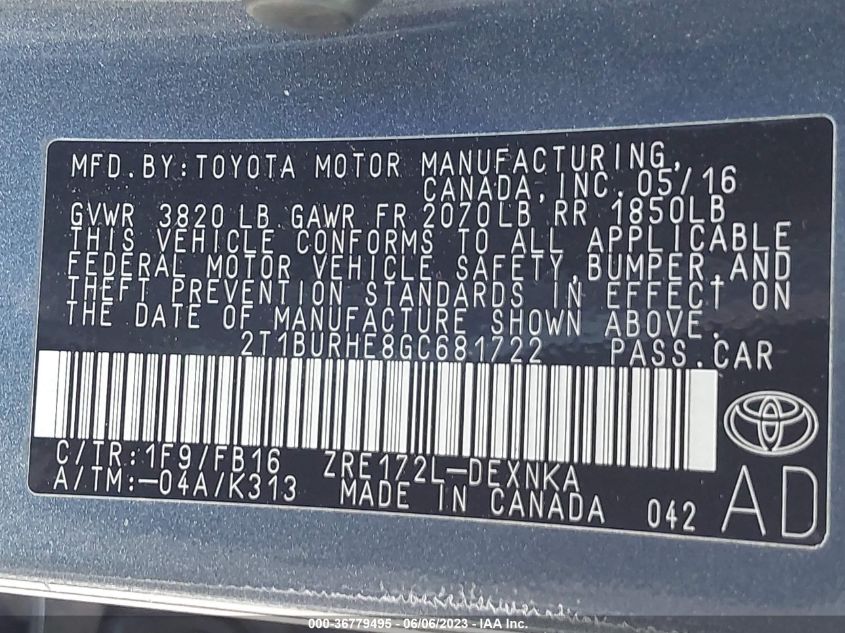 MFD.BY:TOYOTA MOTOR MANUFACTURING,
CANADA,INC. 05/16
GVWR 3820 LB GAWR FR 2070LB,RR 1850LB
THIS VEHICLE CONFORMS TO ALL APPLICABLE
FEDERAL MOTOR VEHICLE SAFETY,BUMPER,AND
THEFT PREVENTION STANDARDS IN EFFECT ON
THE DATE OF MANUFACTURE SHOWN ABOVE.
2T1BURHE8GC681722 PASS.CAR
C/TR:1F9/FB16 ZRE172L-DEXNKA
A/TM:-04A/K313 MADE IN CANADA 042 AD
000-36779495 - 06/06/2023 - IAA Inc.